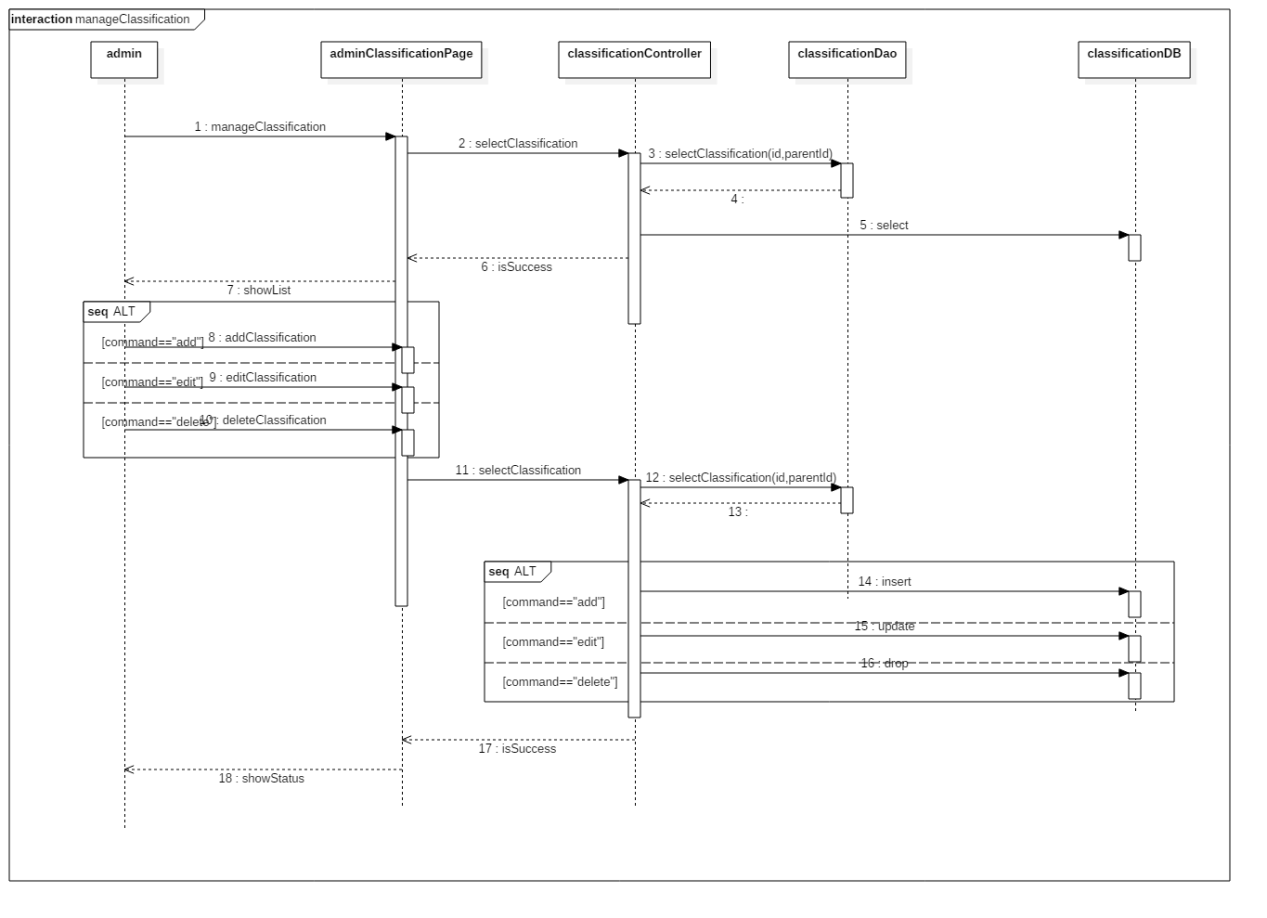 interaction manageClassification
admin
adminClassificationPage
classificationController
classificationDao
classificationDB
1 : manageClassification
2 : selectClassification
3 : selectClassification(id,parentId)
4 :
5 : select
6 : isSuccess
7 : showList
seq ALT
[command=="add"]
8 : addClassification
[command=="edit"]
9 : editClassification
[command=="delete"]
10 : deleteClassification
11 : selectClassification
12 : selectClassification(id,parentId)
13 :
seq ALT
14 : insert
[command=="add"]
15 : update
[command=="edit"]
16 : drop
[command=="delete"]
17 : isSuccess
18 : showStatus